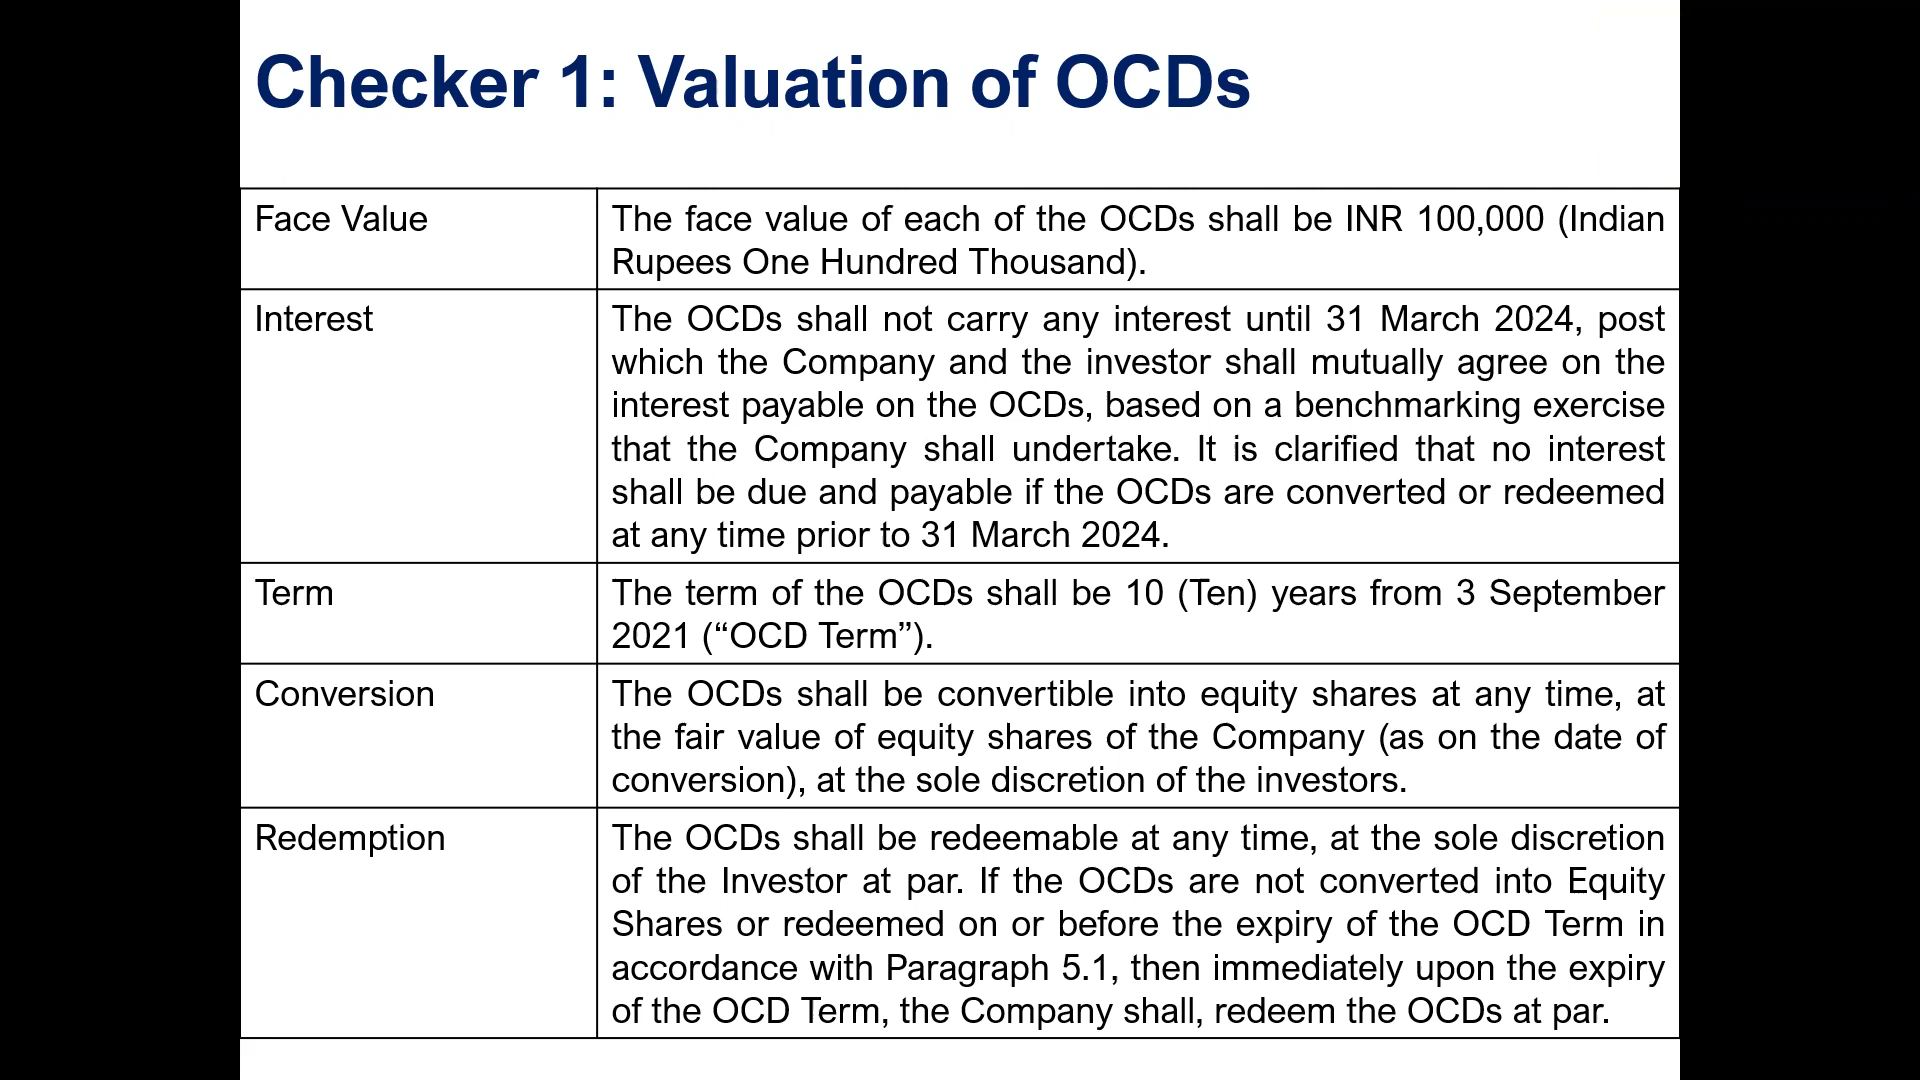 Checker 1: Valuation of OCDs
Face Value
The face value of each of the OCDs shall be INR 100,000 (Indian
Rupees One Hundred Thousand).
Interest
The OCDs shall not carry any interest until 31 March 2024, post
which the Company and the investor shall mutually agree on the
interest payable on the OCDs, based on a benchmarking exercise
that the Company shall undertake. It is clarified that no interest
shall be due and payable if the OCDs are converted or redeemed
at any time prior to 31 March 2024.
Term
The term of the OCDs shall be 10 (Ten) years from 3 September
2021 (“OCD Term”).
Conversion
The OCDs shall be convertible into equity shares at any time, at
the fair value of equity shares of the Company (as on the date of
conversion), at the sole discretion of the investors.
Redemption
The OCDs shall be redeemable at any time, at the sole discretion
of the Investor at par. If the OCDs are not converted into Equity
Shares or redeemed on or before the expiry of the OCD Term in
accordance with Paragraph 5.1, then immediately upon the expiry
of the OCD Term, the Company shall, redeem the OCDs at par.